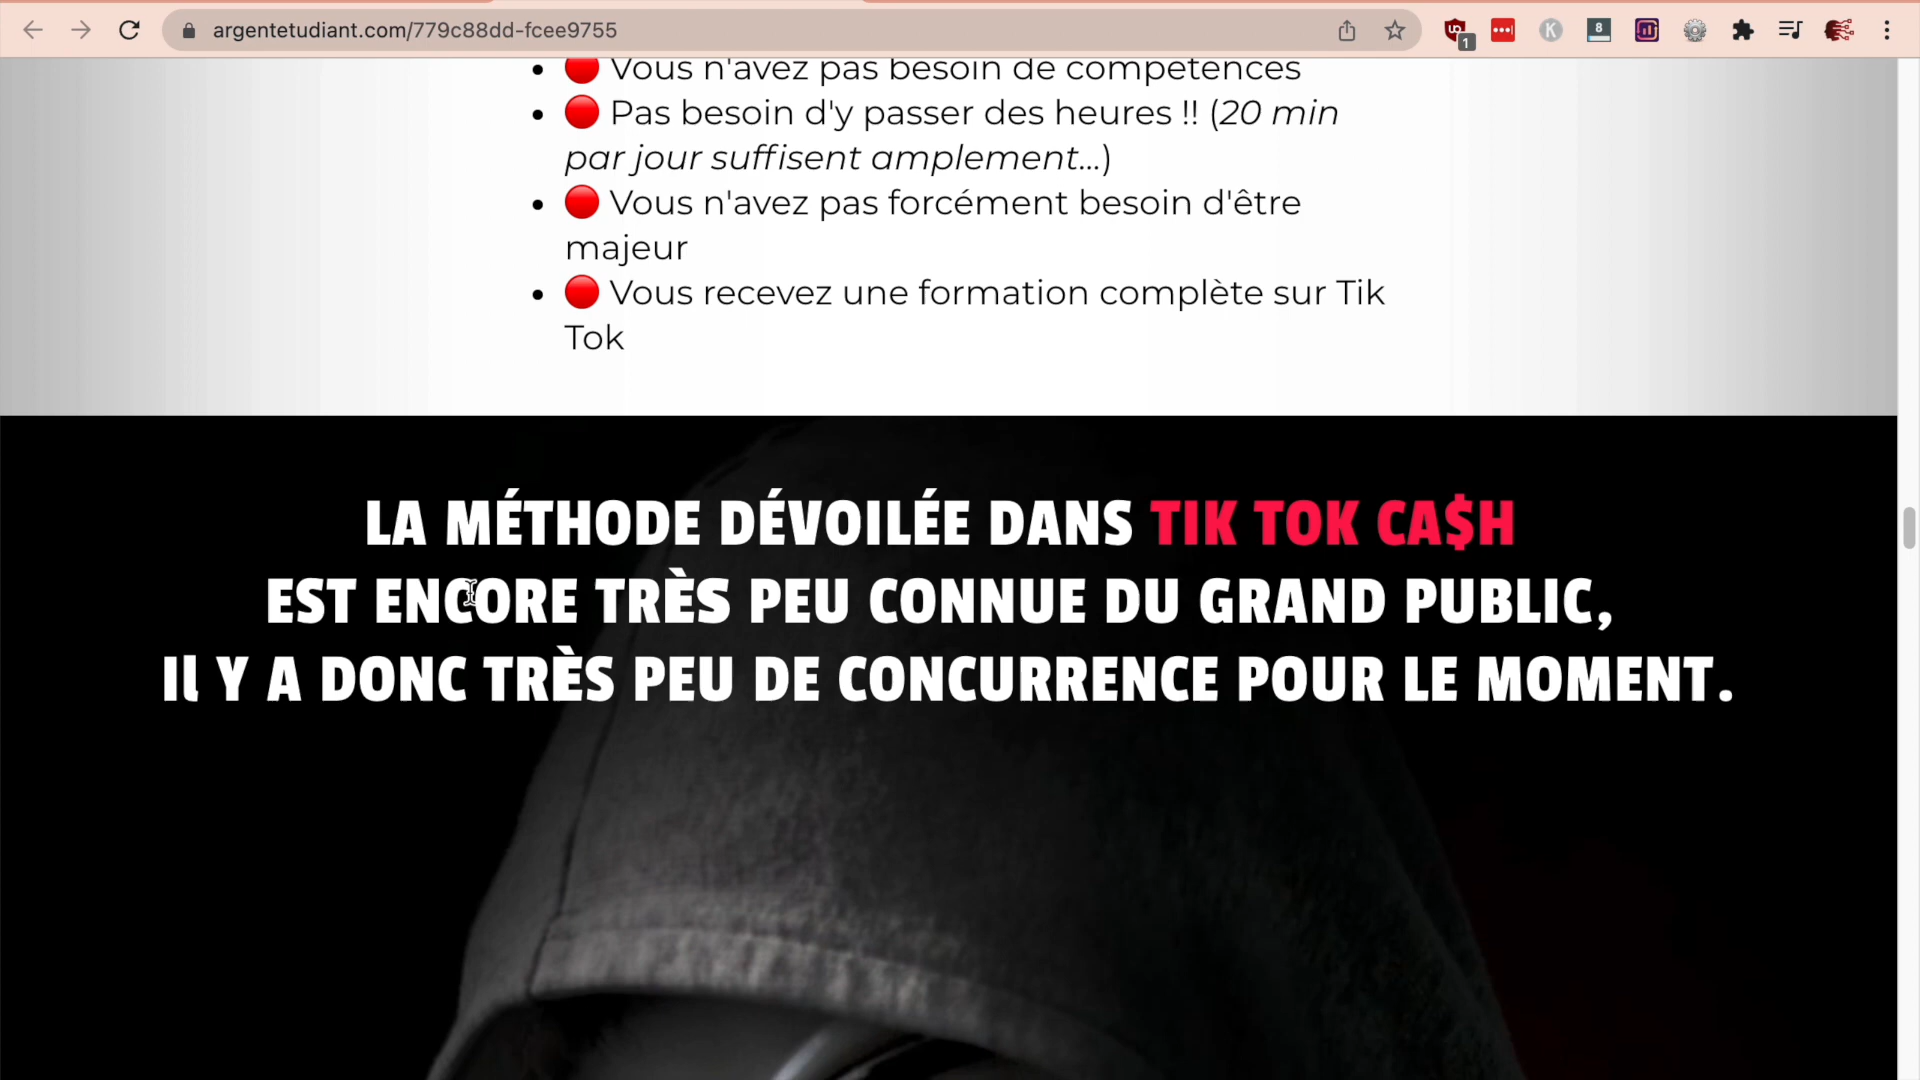 argentetudiant.com/779c88dd-fcee9755
1
K
8
Vous n'avez pas besoin de compétences
Pas besoin d'y passer des heures !! (20 min
par jour suffisent amplement...)
Vous n'avez pas forcément besoin d'être
majeur
Vous recevez une formation complète sur Tik
Tok
LA MÉTHODE DÉVOILÉE DANS TIK TOK CA$H
EST ENCORE TRÈS PEU CONNUE DU GRAND PUBLIC,
Il Y A DONC TRÈS PEU DE CONCURRENCE POUR LE MOMENT.